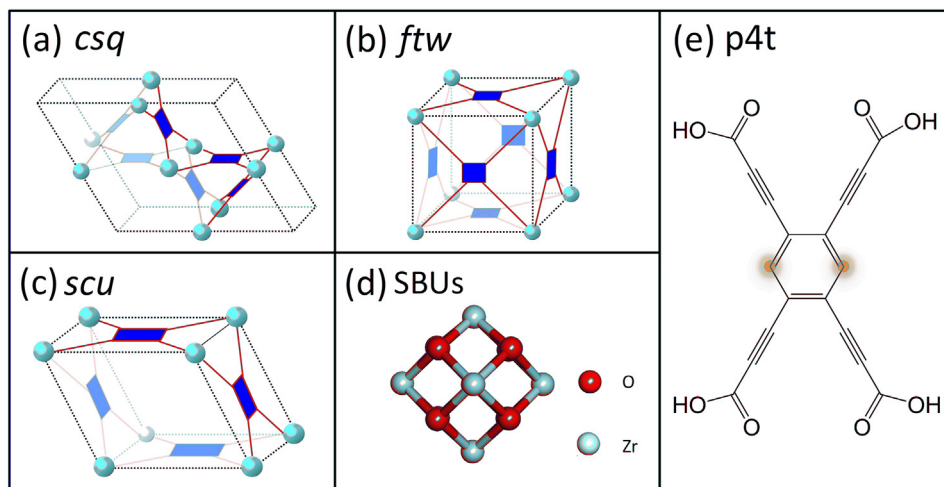 (a) csq
(b) ftw
(e) p4t
(c) scu
(d) SBUs
O
Zr
O
HO
O
OH
HO
O
O
OH